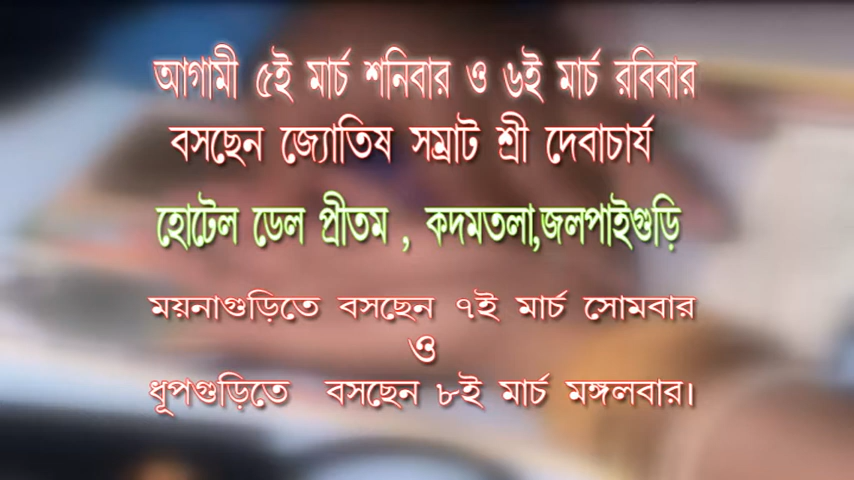 আগামী ৫ই মার্চ শনিবার ও ৬ই মার্চ রবিবার
বসছেন জ্যোতিষ সম্রাট শ্রী দেবাচার্য
হোটেল ডেল প্রীতম , কদমতলা,জলপাইগুড়ি
ময়নাগুড়িতে বসছেন ৭ই মার্চ সোমবার
ও
ধূপগুড়িতে বসছেন ৮ই মার্চ মঙ্গলবার।